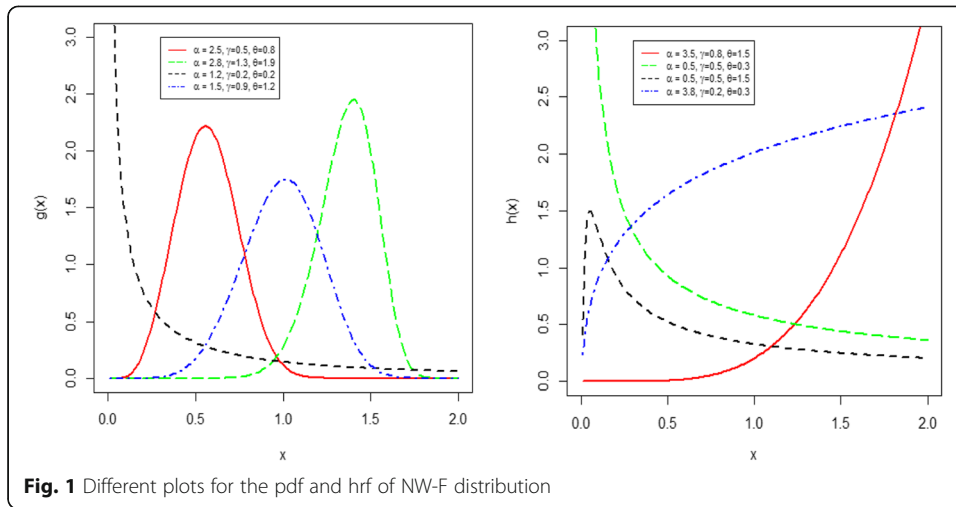 α = 2.5, γ=0.5, θ=0.8
α = 2.8, γ=1.3, θ=1.9
α = 1.2, γ=0.2, θ=0.2
α = 1.5, γ=0.9, θ=1.2
g(x)
3.0
2.5
2.0
1.5
1.0
0.5
0.0
0.0 0.5 1.0 1.5 2.0
x
α = 3.5, γ=0.8, θ=1.5
α = 0.5, γ=0.5, θ=0.3
α = 0.5, γ=0.5, θ=1.5
α = 3.8, γ=0.2, θ=0.3
h(x)
3.0
2.5
2.0
1.5
1.0
0.5
0.0
0.0 0.5 1.0 1.5 2.0
x
Fig. 1 Different plots for the pdf and hrf of NW-F distribution